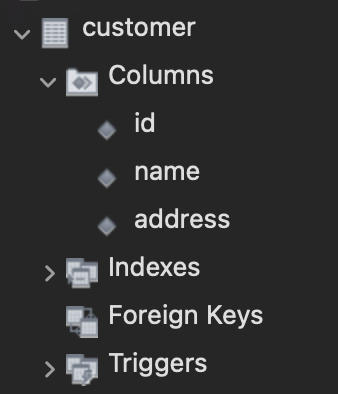 customer
Columns
id
name
address
Indexes
Foreign Keys
Triggers